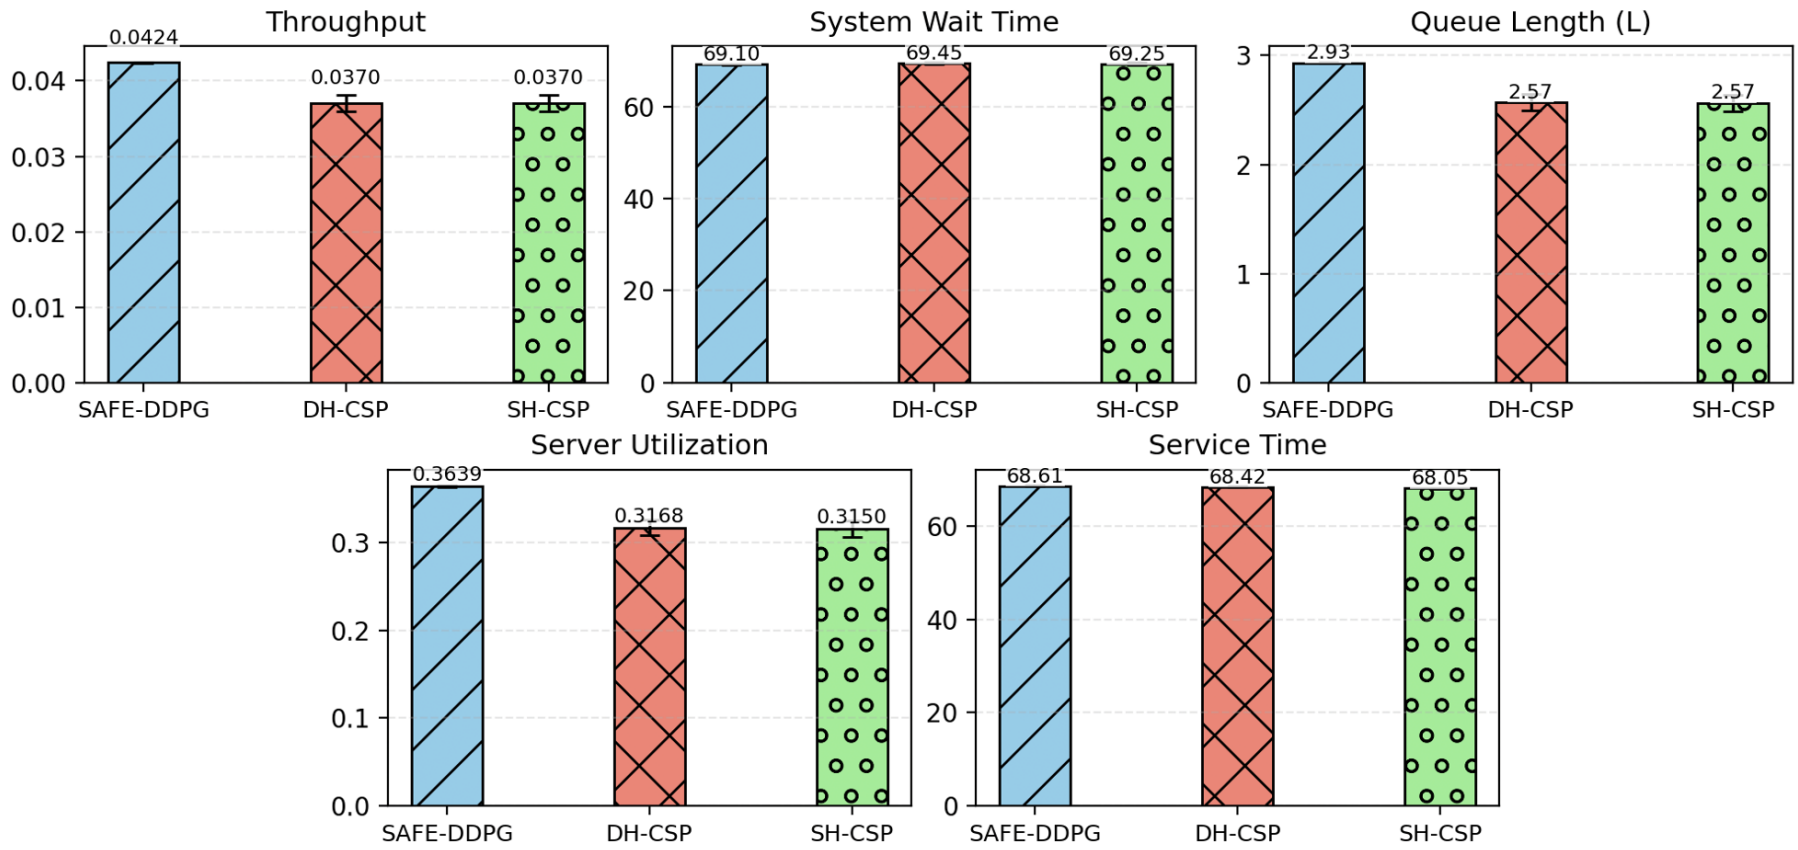 Throughput
0.0424
0.0370
0.0370
0.04
0.03
0.02
0.01
0.00
SAFE-DDPG
DH-CSP
SH-CSP
System Wait Time
69.10
69.45
69.25
60
40
20
0
SAFE-DDPG
DH-CSP
SH-CSP
Queue Length (L)
2.93
2.57
2.57
3
2
1
0
SAFE-DDPG
DH-CSP
SH-CSP
Server Utilization
0.3639
0.3168
0.3150
0.3
0.2
0.1
0.0
SAFE-DDPG
DH-CSP
SH-CSP
Service Time
68.61
68.42
68.05
60
40
20
0
SAFE-DDPG
DH-CSP
SH-CSP